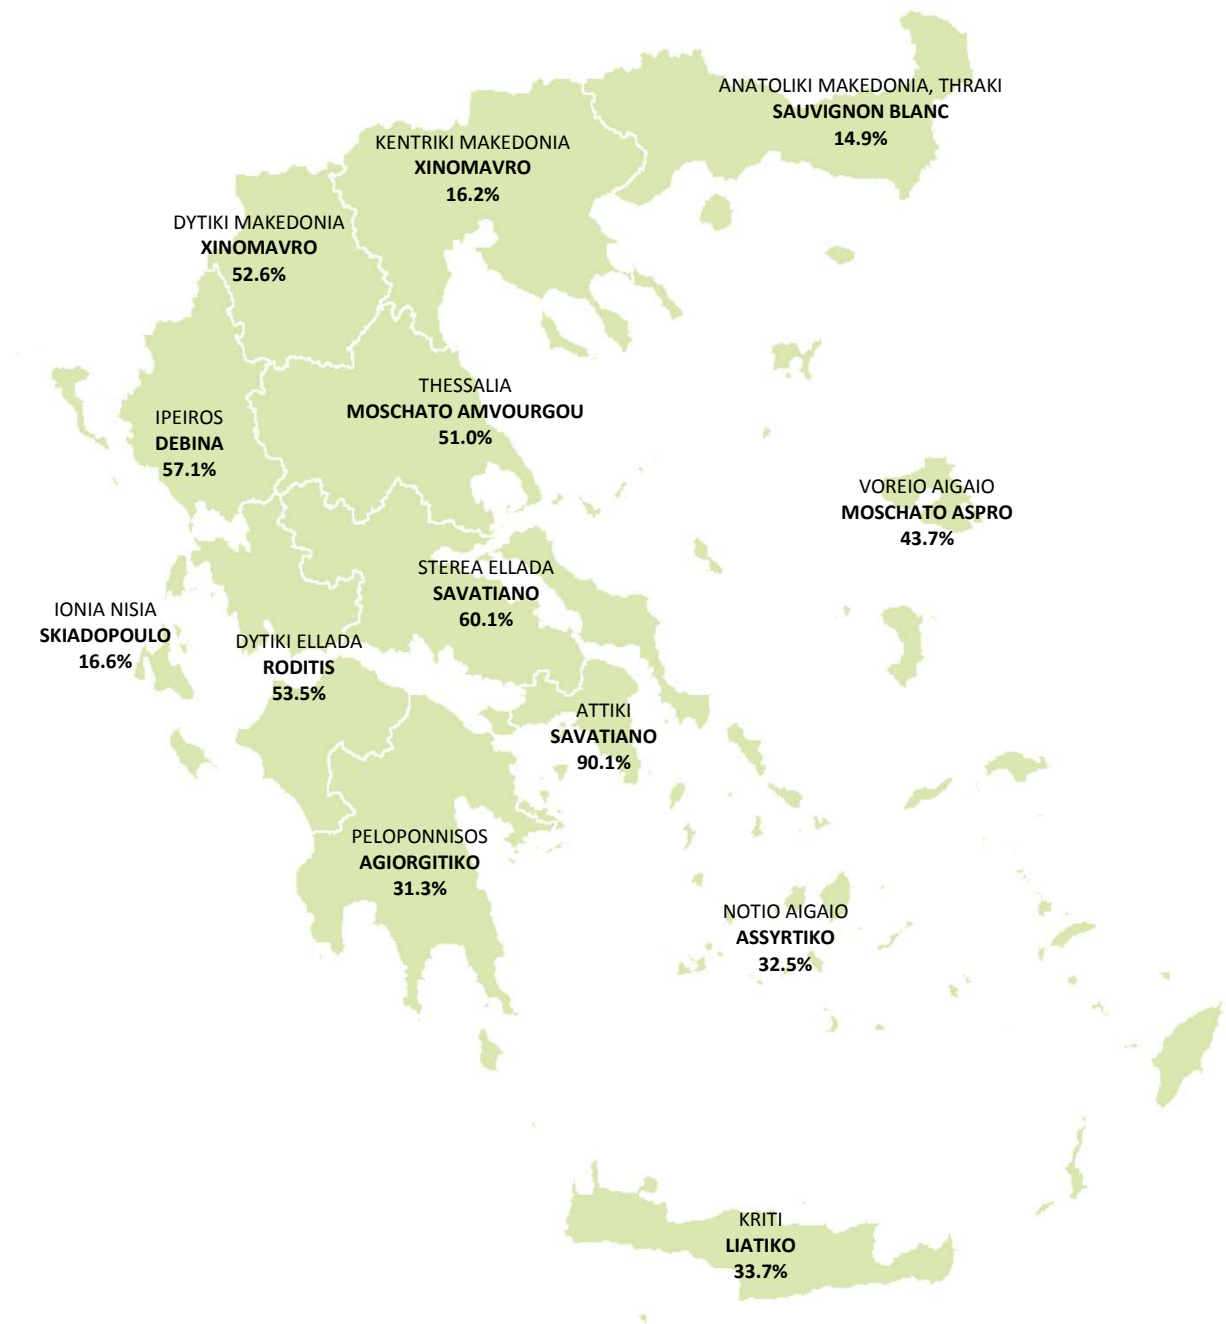 ANATOLIKI MAKEDONIA, THRAKI
SAUVIGNON BLANC
14.9%
KENTRIKI MAKEDONIA
XINOMAVRO
16.2%
DYTIKI MAKEDONIA
XINOMAVRO
52.6%
THESSALIA
MOSCHATO AMVOURGOU
51.0%
IPEIROS
DEBINA
57.1%
VOREIO AIGAIO
MOSCHATO ASPRO
43.7%
STEREA ELLADA
SAVATIANO
60.1%
IONIA NISIA
SKIADOPOULO
16.6%
DYTIKI ELLADA
RODITIS
53.5%
ATTIKI
SAVATIANO
90.1%
PELOPONNISOS
AGIORGITIKO
31.3%
NOTIO AIGAIO
ASSYRTIKO
32.5%
KRITI
LIATIKO
33.7%